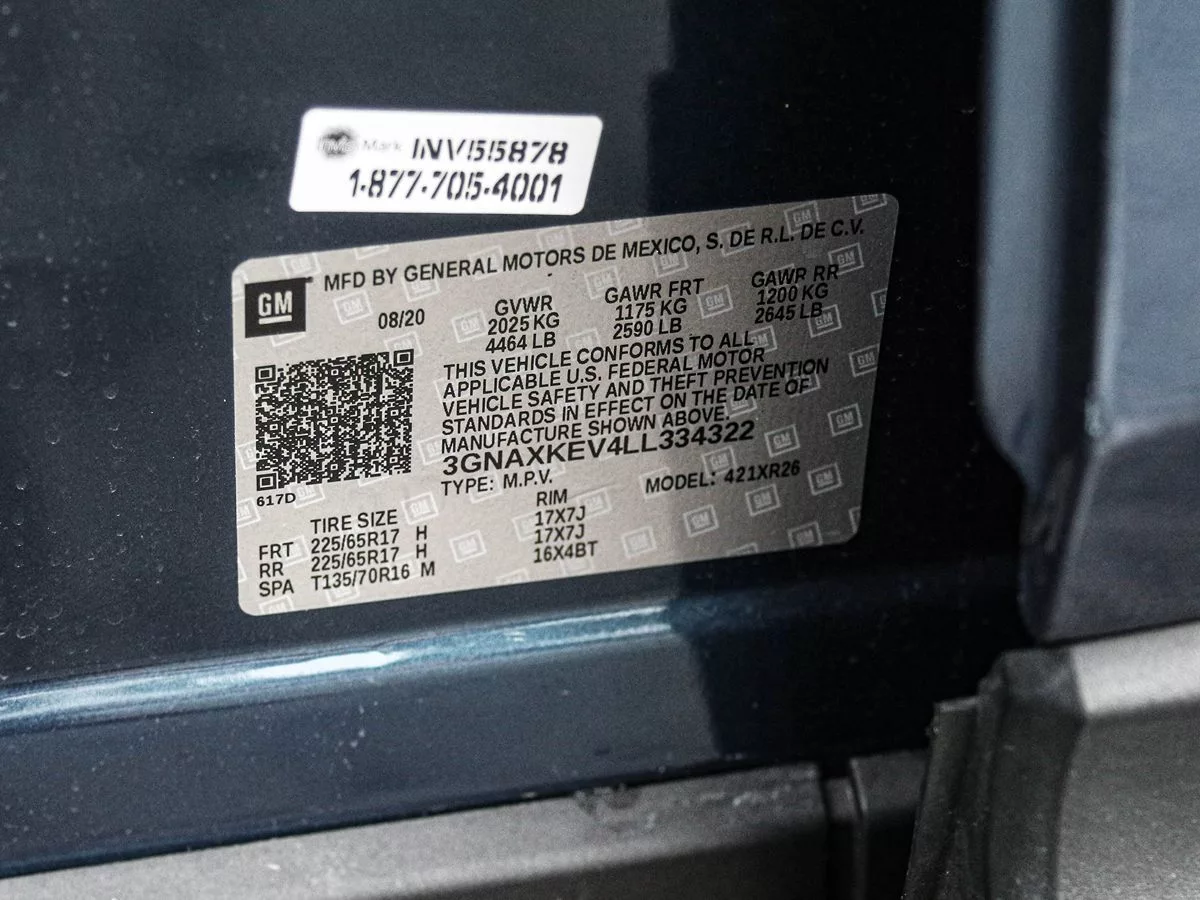 Mark INV55878
1-877-705-4001
GM
MFD BY GENERAL MOTORS DE MEXICO, S. DE R.L. DE C.V.
08/20
GVWR
2025 KG
4464 LB
GAWR FRT
1175 KG
2590 LB
GAWR RR
1200 KG
2645 LB
THIS VEHICLE CONFORMS TO ALL
APPLICABLE U.S. FEDERAL MOTOR
VEHICLE SAFETY AND THEFT PREVENTION
STANDARDS IN EFFECT ON THE DATE OF
MANUFACTURE SHOWN ABOVE.
3GNAXKEV4LL334322
TYPE: M.P.V. MODEL: 421XR26
617D
TIRE SIZE RIM
FRT 225/65R17 H 17X7J
RR 225/65R17 H 17X7J
SPA T135/70R16 M 16X4BT